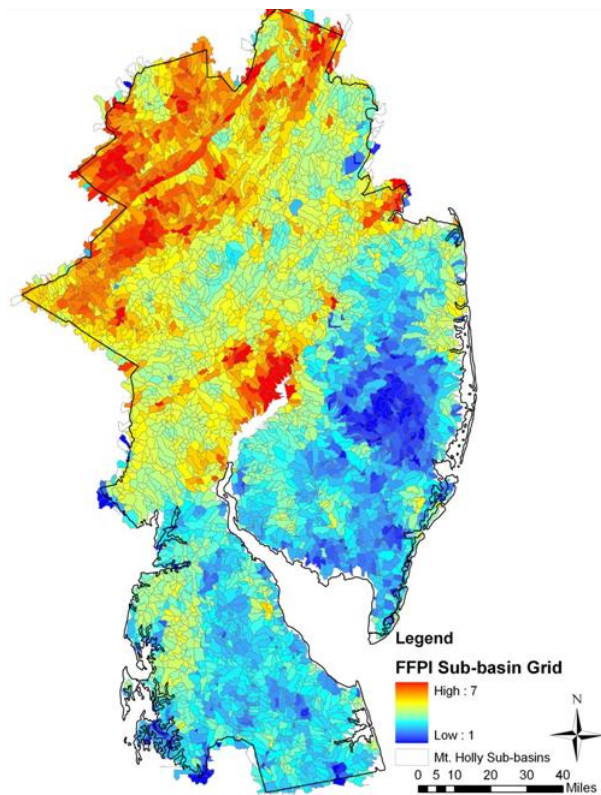 Legend
FFPI Sub-basin Grid
High : 7
Low : 1
Mt. Holly Sub-basins
N
0 5 10 20 30 40
Miles